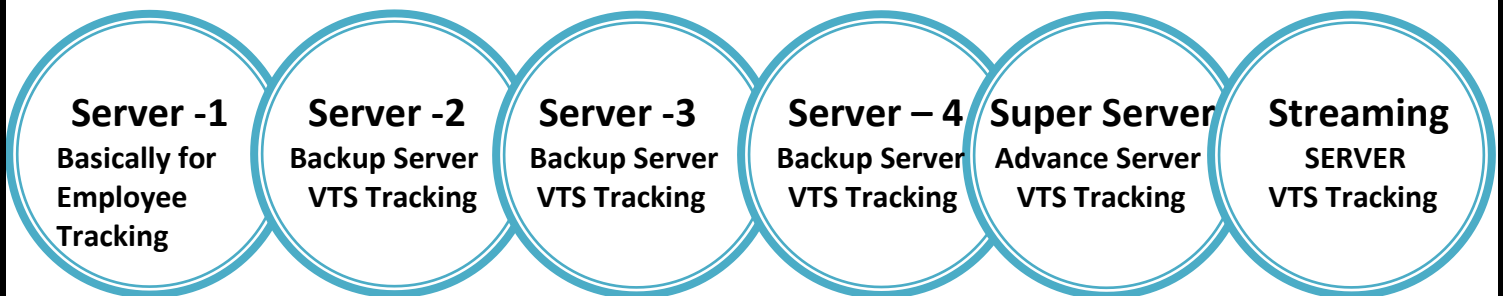 Server -1
Basically for
Employee
Tracking
Server -2
Backup Server
VTS Tracking
Server -3
Backup Server
VTS Tracking
Server – 4
Backup Server
VTS Tracking
Super Server
Advance Server
VTS Tracking
Streaming
SERVER
VTS Tracking